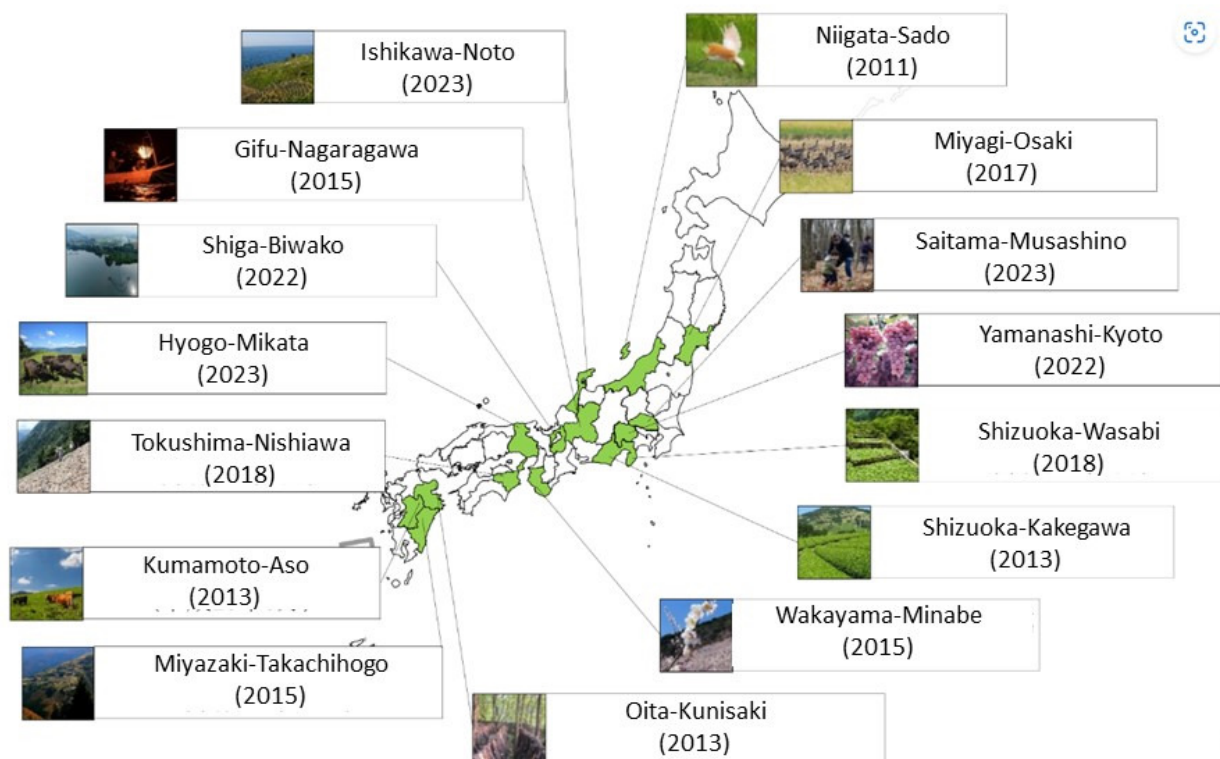 Ishikawa-Noto
(2023)
Niigata-Sado
(2011)
Gifu-Nagaragawa
(2015)
Miyagi-Osaki
(2017)
Shiga-Biwako
(2022)
Saitama-Musashino
(2023)
Hyogo-Mikata
(2023)
Yamanashi-Kyoto
(2022)
Tokushima-Nishiawa
(2018)
Shizuoka-Wasabi
(2018)
Kumamoto-Aso
(2013)
Shizuoka-Kakegawa
(2013)
Miyazaki-Takachihogo
(2015)
Wakayama-Minabe
(2015)
Oita-Kunisaki
(2013)